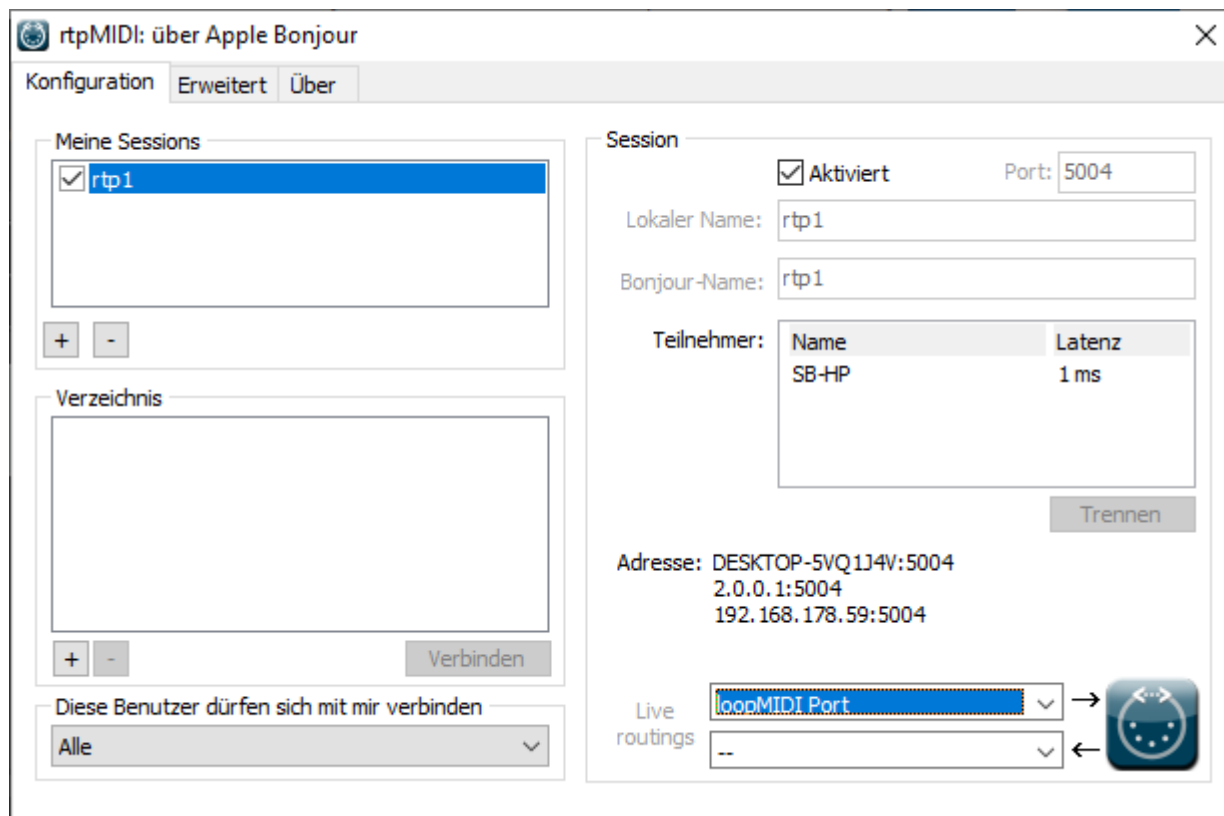 rtpMIDI: über Apple Bonjour
Konfiguration Erweitert Über
Meine Sessions
rtp1
+ -
Verzeichnis
+ - Verbinden
Diese Benutzer dürfen sich mit mir verbinden
Alle
Session
Aktiviert Port: 5004
Lokaler Name: rtp1
Bonjour-Name: rtp1
Teilnehmer: Name Latenz
SB-HP 1 ms
Trennen
Adresse: DESKTOP-5VQ1J4V:5004
2.0.0.1:5004
192.168.178.59:5004
Live routings
loopMIDI Port →
-- ←